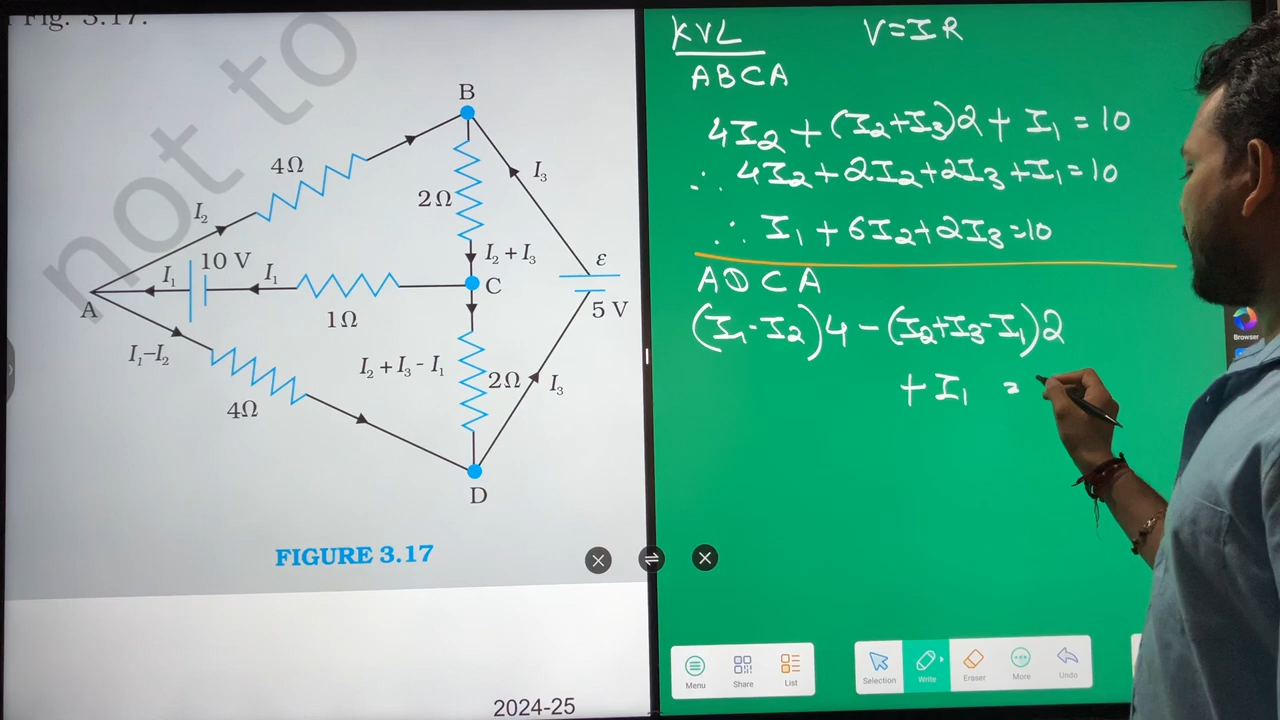 Fig. 3.17.
not to
B
4Ω
I₃
2Ω
I₂
I₂ + I₃
ε
10 V
I₁
I₁
C
A
1Ω
5 V
I₁–I₂
I₂ + I₃ - I₁
2Ω
I₃
4Ω
D
FIGURE 3.17
2024-25
KVL V=IR
ABCA
4I₂+(I₂+I₃)2+I₁=10
∴ 4I₂+2I₂+2I₃+I₁=10
∴ I₁+6I₂+2I₃=10
ADCA
(I₁-I₂)4-(I₂+I₃-I₁)2
+I₁ =
Browser
Menu
Share
List
Selection
Write
Eraser
More
Undo